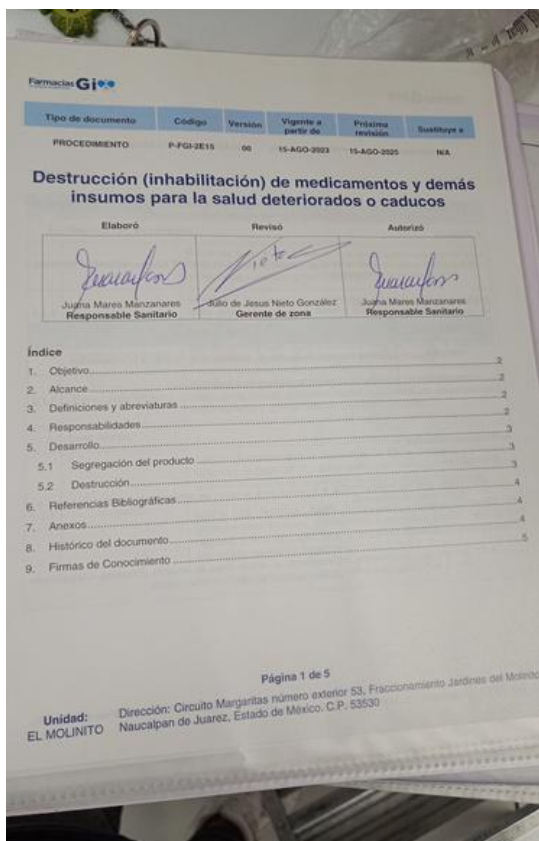 Farmacias Gi
Tipo de documento Código Versión Vigente a partir de Próxima revisión Sustituye a
PROCEDIMIENTO P-FGI-2E15 00 15-AGO-2023 15-AGO-2025 N/A
Destrucción (inhabilitación) de medicamentos y demás
insumos para la salud deteriorados o caducos
Elaboró Revisó Autorizó
Juana Mares Manzanares Julio de Jesus Nieto González Juana Mares Manzanares
Responsable Sanitario Gerente de zona Responsable Sanitario
Índice
1. Objetivo 2
2. Alcance 2
3. Definiciones y abreviaturas 2
4. Responsabilidades 2
5. Desarrollo 3
5.1 Segregación del producto 3
5.2 Destrucción 3
6. Referencias Bibliográficas 4
7. Anexos 4
8. Histórico del documento 4
9. Firmas de Conocimiento 5
Página 1 de 5
Unidad: Dirección: Circuito Margaritas número exterior 53, Fraccionamiento Jardines del Molinito
EL MOLINITO Naucalpan de Juarez, Estado de México. C.P. 53530